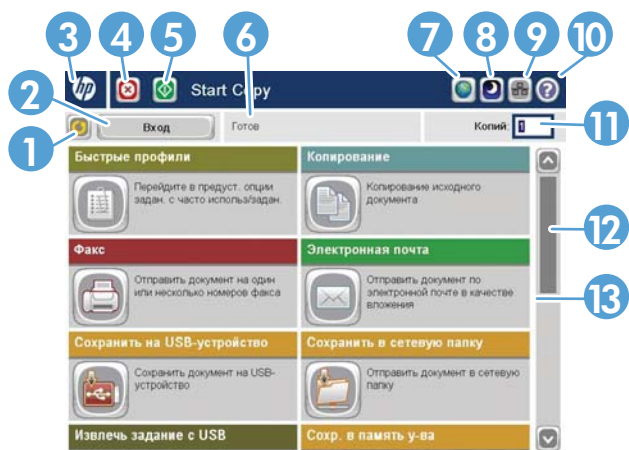 3 4 5 6 7 8 9 10
hp Start Copy ?
2 Вход Готов Копий: 1 11
1
Быстрые профили Копирование
Перейдите в предуст. опции Копирование исходного
задан. с часто использ/задан. документа
12
Факс Электронная почта
Отправить документ на один Отправить документ по
или несколько номеров факса электронной почте в качестве
вложения
13
Сохранить на USB-устройство Сохранить в сетевую папку
Сохранить документ на USB- Отправить документ в сетевую
устройство папку
Извлечь задание с USB Сохр. в память у-ва